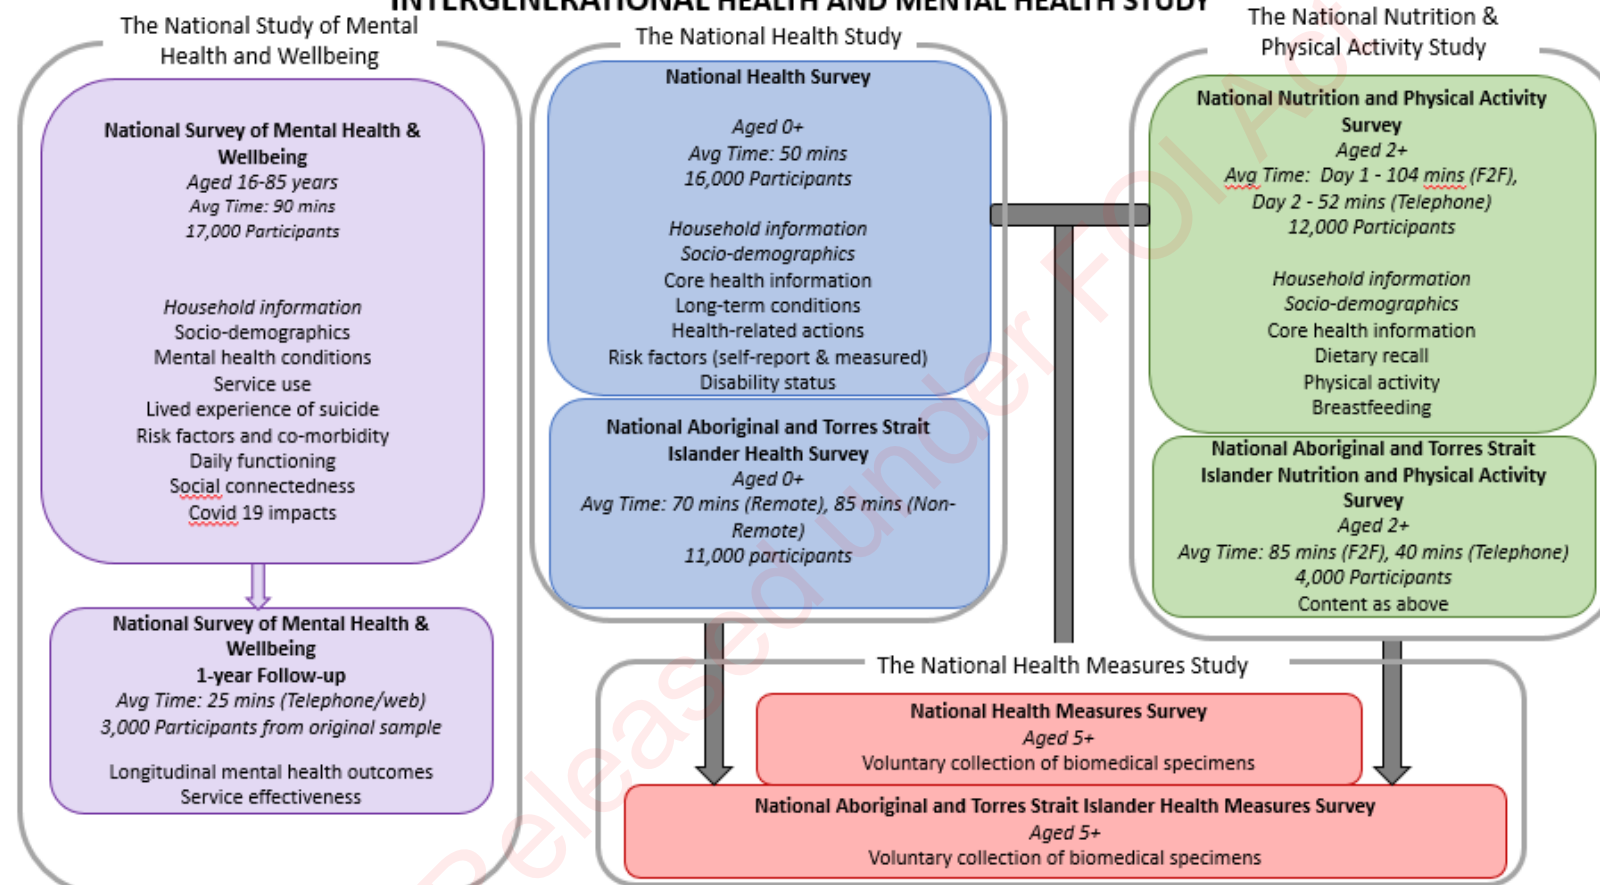 INTERGENERATIONAL HEALTH AND MENTAL HEALTH STUDY
The National Study of Mental
Health and Wellbeing
National Survey of Mental Health &
Wellbeing
Aged 16-85 years
Avg Time: 90 mins
17,000 Participants
Household information
Socio-demographics
Mental health conditions
Service use
Lived experience of suicide
Risk factors and co-morbidity
Daily functioning
Social connectedness
Covid 19 impacts
National Survey of Mental Health &
Wellbeing
1-year Follow-up
Avg Time: 25 mins (Telephone/web)
3,000 Participants from original sample
Longitudinal mental health outcomes
Service effectiveness
The National Health Study
National Health Survey
Aged 0+
Avg Time: 50 mins
16,000 Participants
Household information
Socio-demographics
Core health information
Long-term conditions
Health-related actions
Risk factors (self-report & measured)
Disability status
National Aboriginal and Torres Strait
Islander Health Survey
Aged 0+
Avg Time: 70 mins (Remote), 85 mins (Non-
Remote)
11,000 participants
The National Nutrition &
Physical Activity Study
National Nutrition and Physical Activity
Survey
Aged 2+
Avg Time:  Day 1 - 104 mins (F2F),
Day 2 - 52 mins (Telephone)
12,000 Participants
Household information
Socio-demographics
Core health information
Dietary recall
Physical activity
Breastfeeding
National Aboriginal and Torres Strait
Islander Nutrition and Physical Activity
Survey
Aged 2+
Avg Time: 85 mins (F2F), 40 mins (Telephone)
4,000 Participants
Content as above
The National Health Measures Study
National Health Measures Survey
Aged 5+
Voluntary collection of biomedical specimens
National Aboriginal and Torres Strait Islander Health Measures Survey
Aged 5+
Voluntary collection of biomedical specimens
Released under FOI Act